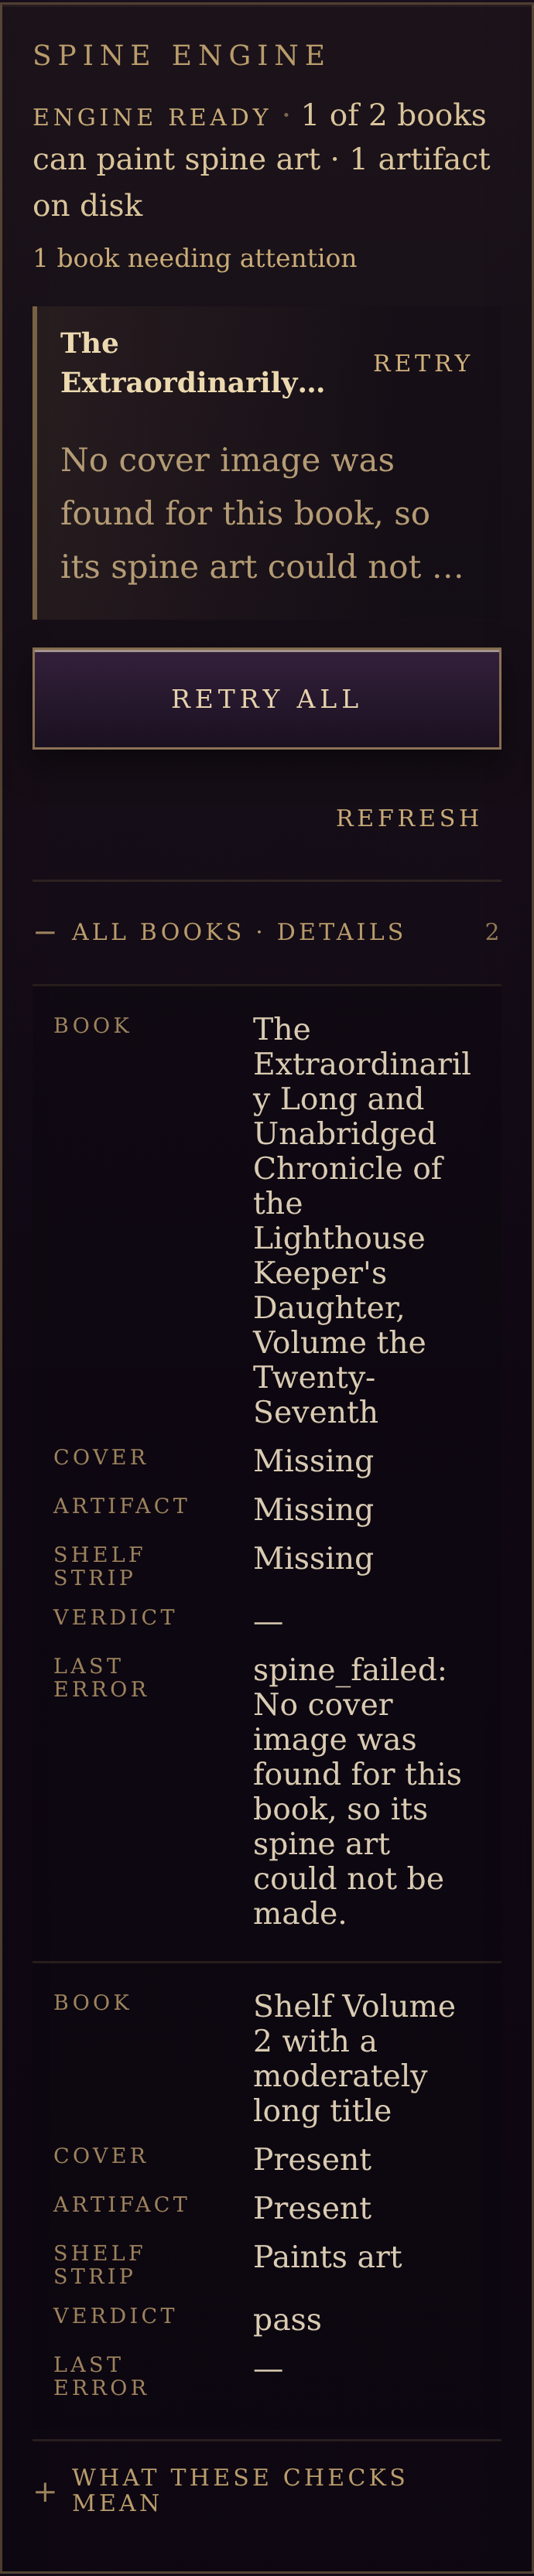 SPINE ENGINE
ENGINE READY · 1 of 2 books
can paint spine art · 1 artifact
on disk
1 book needing attention
The
Extraordinarily...
RETRY
No cover image was
found for this book, so
its spine art could not ...
RETRY ALL
REFRESH
— ALL BOOKS · DETAILS 2
BOOK
The
Extraordinaril
y Long and
Unabridged
Chronicle of
the
Lighthouse
Keeper's
Daughter,
Volume the
Twenty-
Seventh
COVER
Missing
ARTIFACT
Missing
SHELF
STRIP
Missing
VERDICT
—
LAST
ERROR
spine_failed:
No cover
image was
found for this
book, so its
spine art
could not be
made.
BOOK
Shelf Volume
2 with a
moderately
long title
COVER
Present
ARTIFACT
Present
SHELF
STRIP
Paints art
VERDICT
pass
LAST
ERROR
—
+ WHAT THESE CHECKS
MEAN